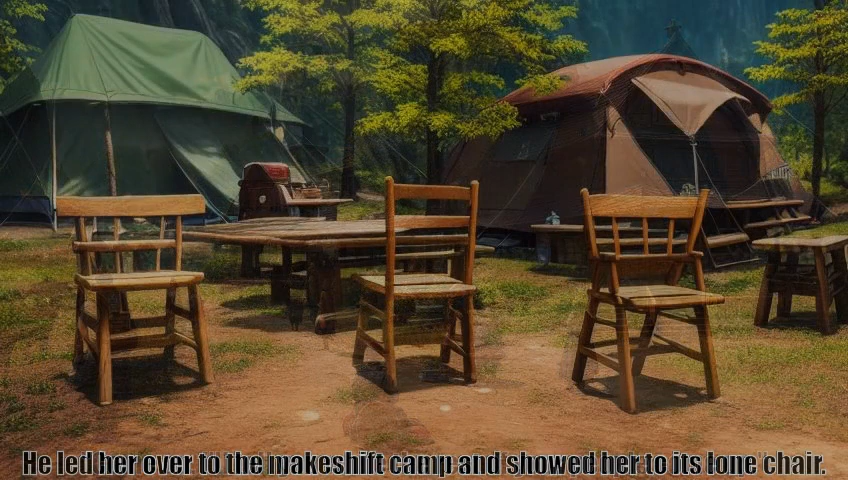 He led her over to the makeshift camp and showed her to its lone chair.